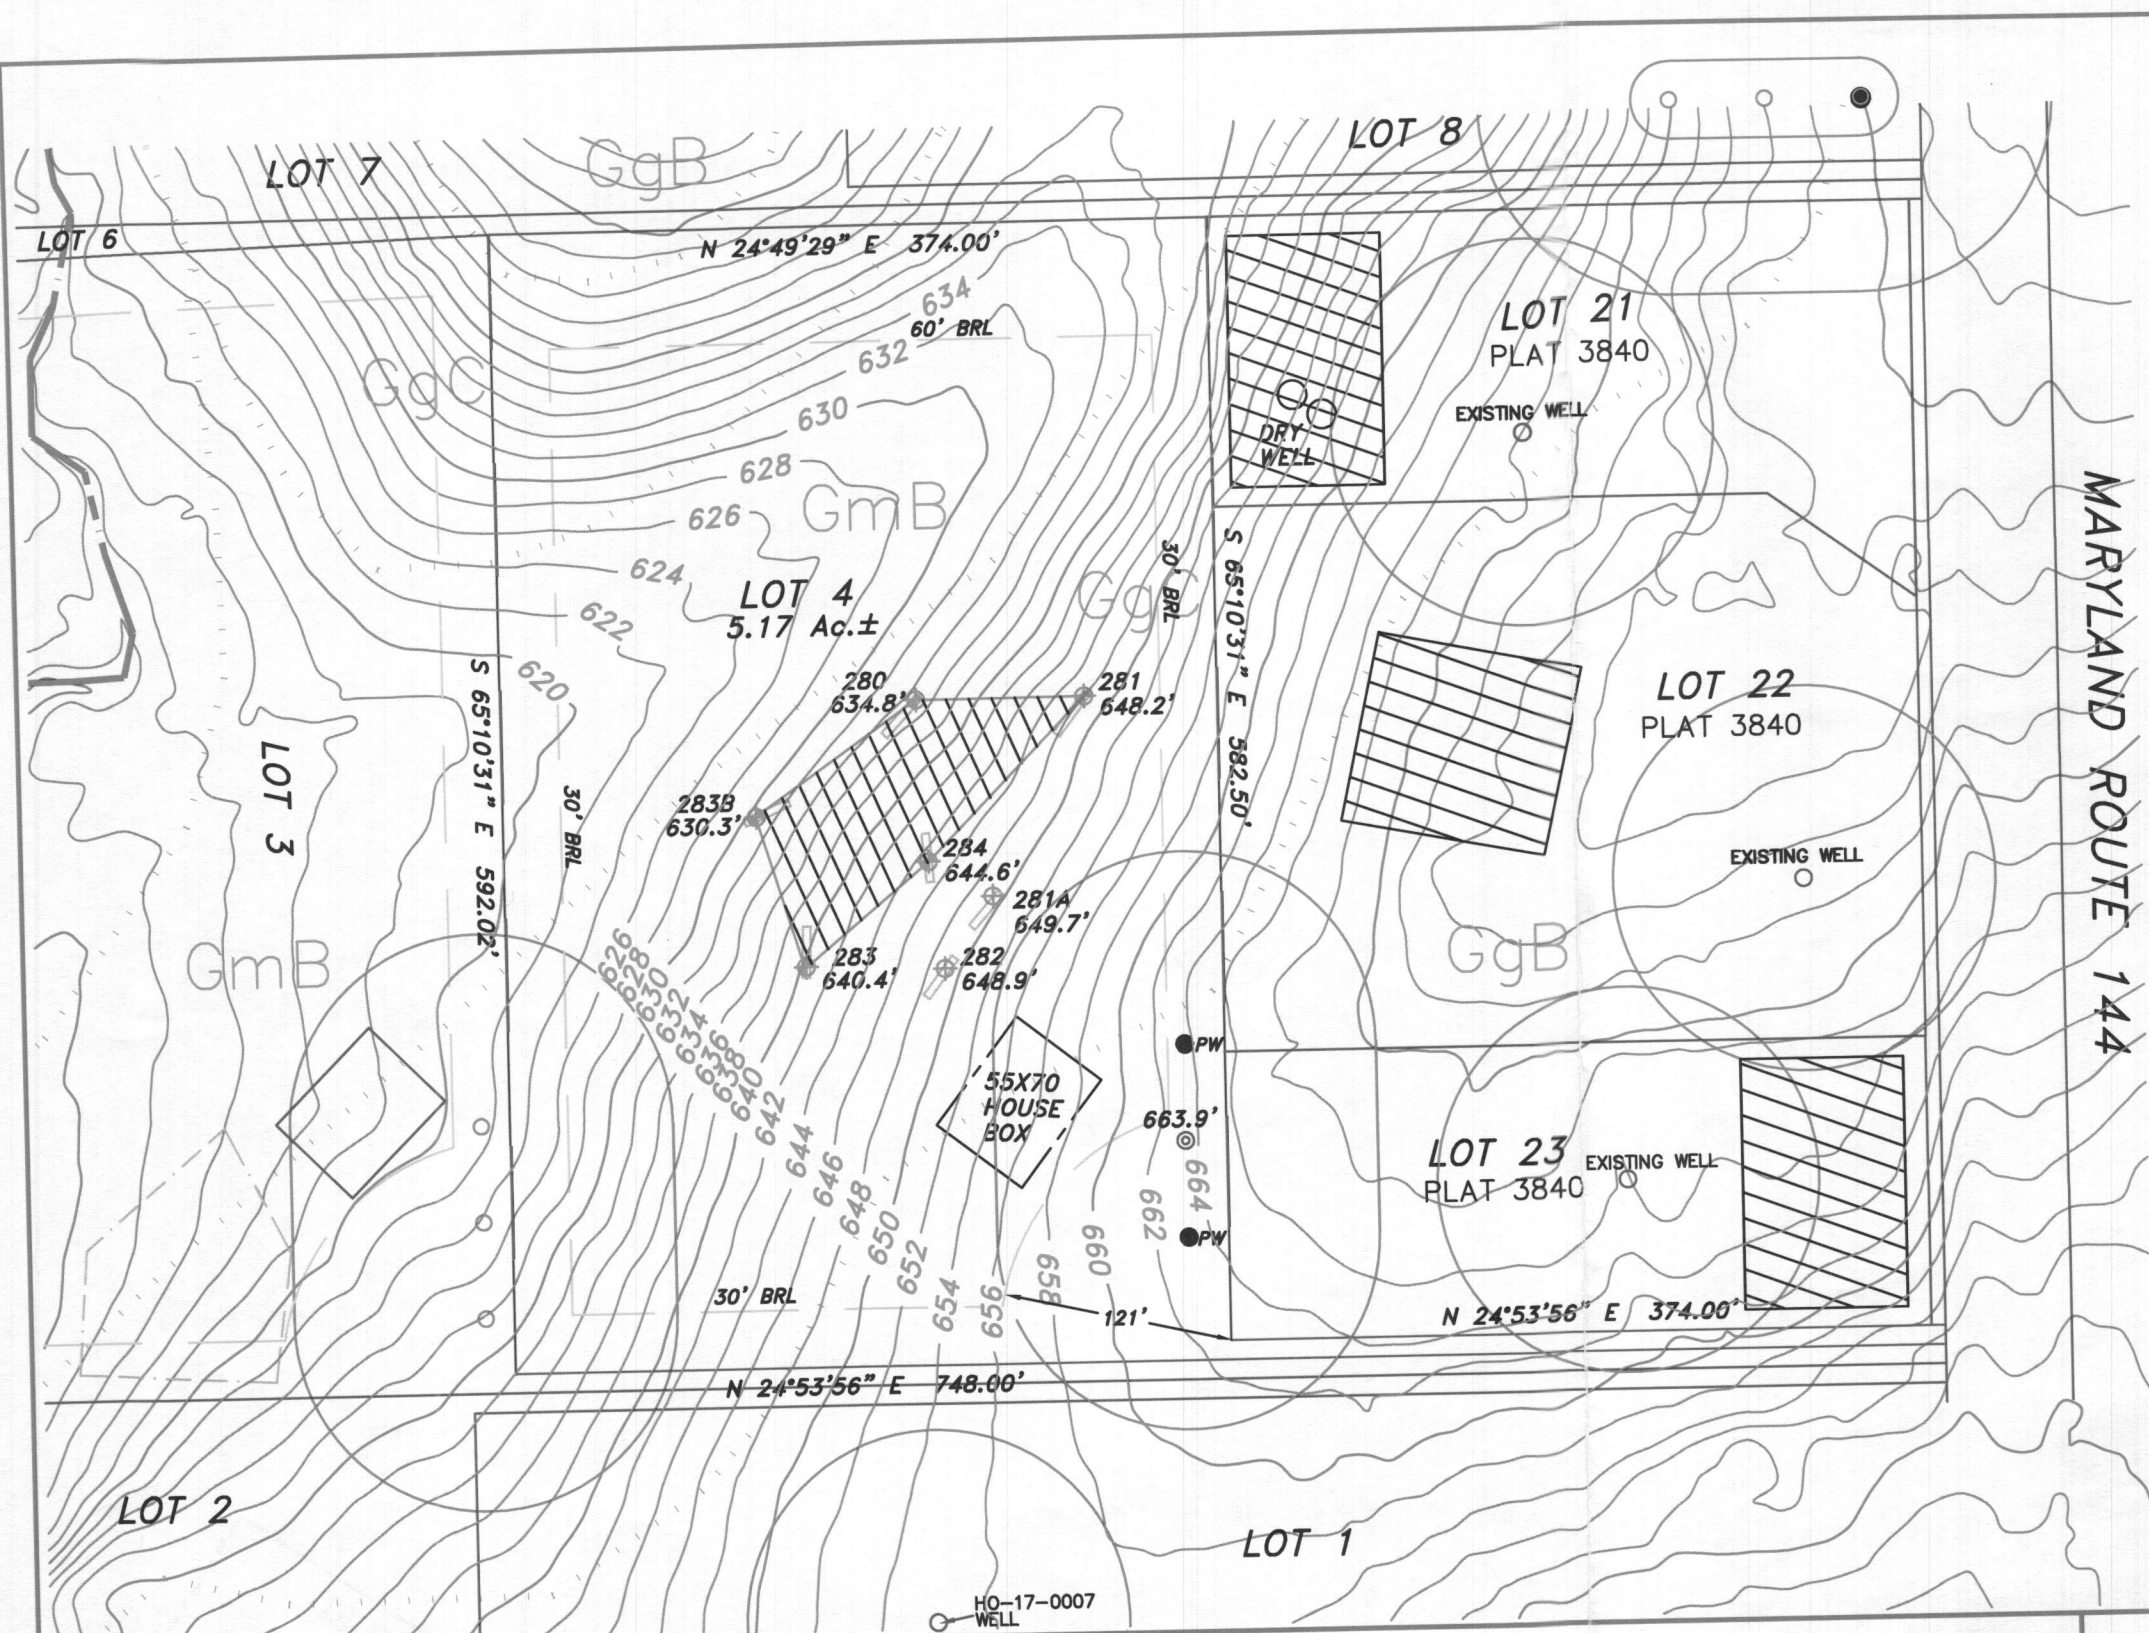 LOT 8
LOT 7
GgB
LOT 6
N 24°49'29" E 374.00'
634
60' BRL
632
LOT 21
PLAT 3840
GgC
630
EXISTING WELL
DRY
WELL
628
GmB
626
624
30' BRL
S 65°10'31" E 582.50'
GgC
LOT 4
5.17 Ac.±
622
620
S 65°10'31" E 592.02'
280
634.8'
281
648.2'
LOT 22
PLAT 3840
MARYLAND ROUTE 144
LOT 3
30' BRL
283B
630.3'
284
644.6'
EXISTING WELL
281A
649.7'
GmB
283
640.4'
282
648.9'
GgB
626
628
630
632
634
636
638
640
642
644
646
648
650
652
654
656
658
660
662
664
PW
55X70
HOUSE
BOX
663.9'
LOT 23
PLAT 3840
EXISTING WELL
PW
30' BRL
121'
N 24°53'56" E 374.00'
N 24°53'56" E 748.00'
LOT 2
LOT 1
HO-17-0007
WELL